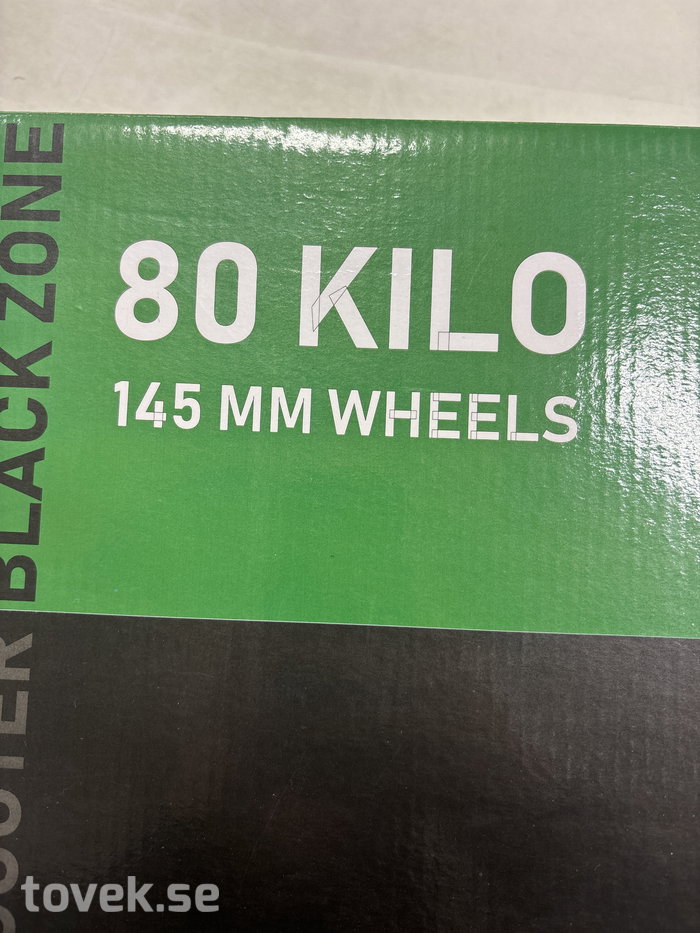 80 KILO
145 MM WHEELS
BLACK ZONE
tovek.se